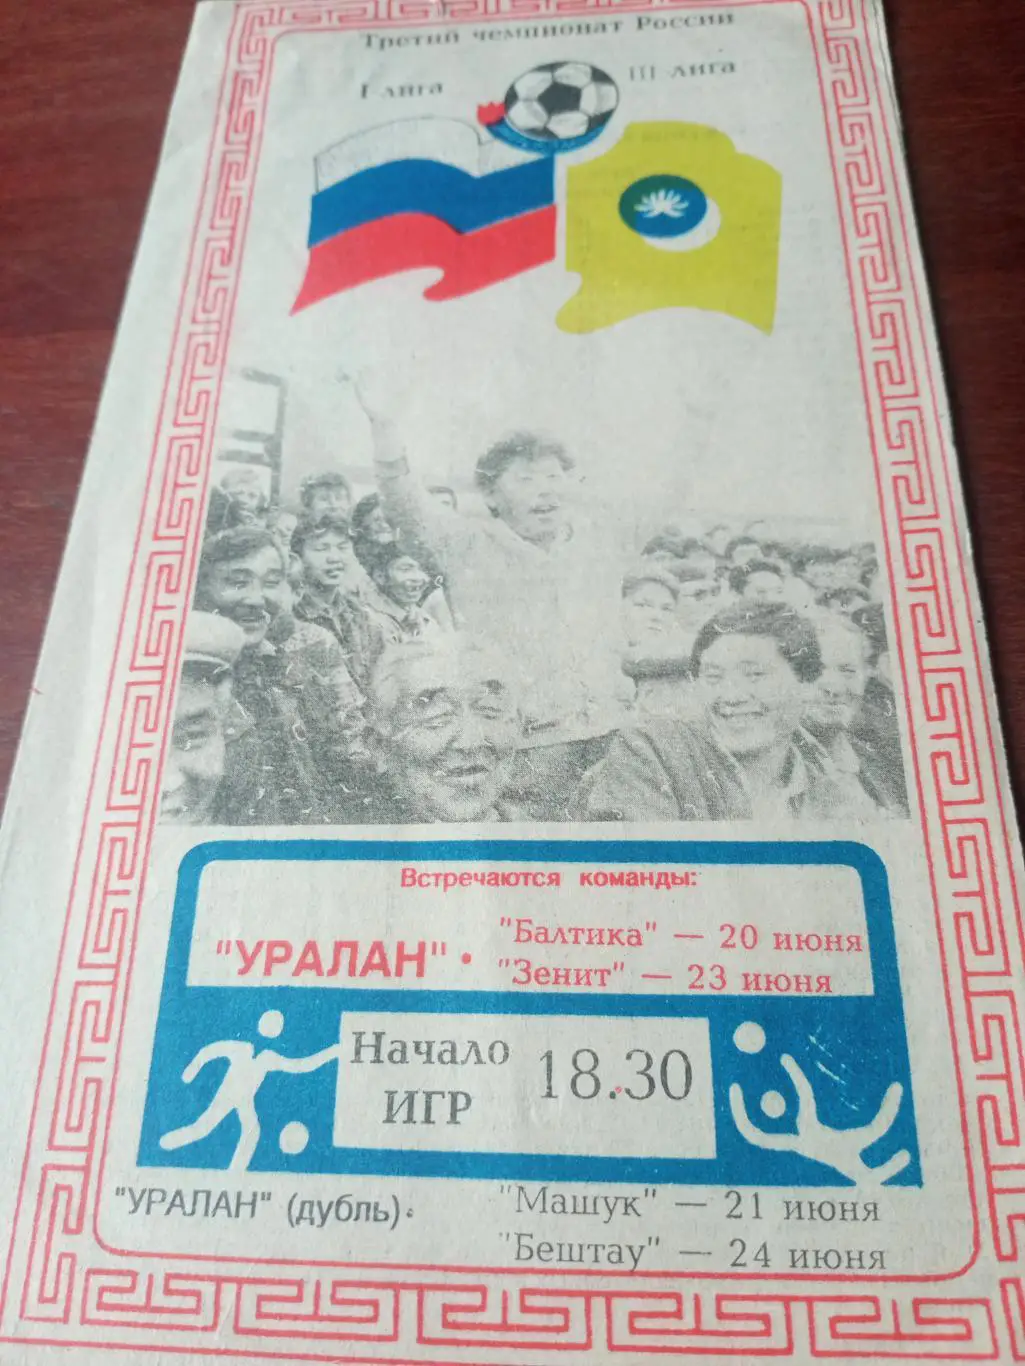 Третий чемпионат России
I лига
III лига
Встречаются команды:
"УРАЛАН" •
"Балтика" — 20 июня
"Зенит" — 23 июня
Начало
ИГР
18.30
"УРАЛАН" (дубль) •
"Машук" — 21 июня
"Бештау" — 24 июня